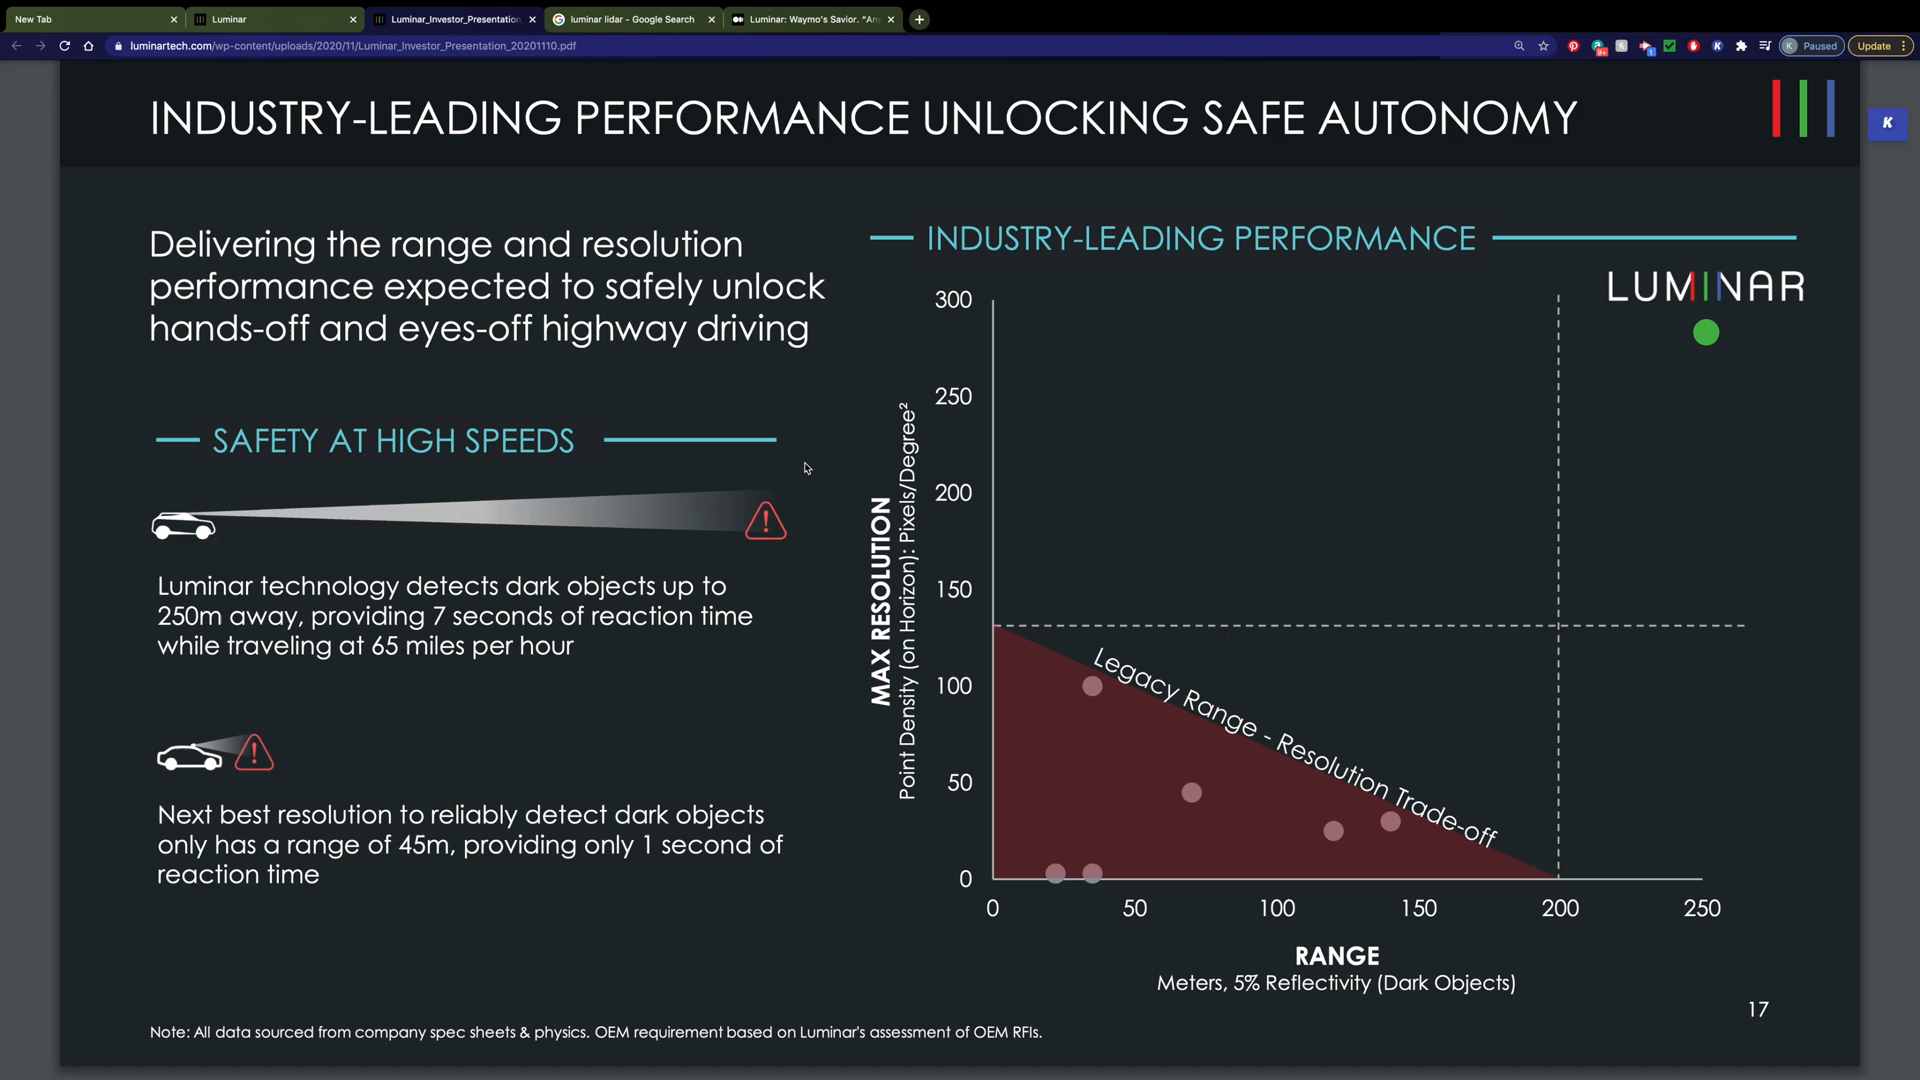 New Tab
Luminar
Luminar_Investor_Presentation
luminar lidar - Google Search
Luminar: Waymo's Savior. "An
luminartech.com/wp-content/uploads/2020/11/Luminar_Investor_Presentation_20201110.pdf
9+
1
K
K
Paused
Update
INDUSTRY-LEADING PERFORMANCE UNLOCKING SAFE AUTONOMY
K
Delivering the range and resolution
performance expected to safely unlock
hands-off and eyes-off highway driving
SAFETY AT HIGH SPEEDS
Luminar technology detects dark objects up to
250m away, providing 7 seconds of reaction time
while traveling at 65 miles per hour
Next best resolution to reliably detect dark objects
only has a range of 45m, providing only 1 second of
reaction time
INDUSTRY-LEADING PERFORMANCE
LUMINAR
MAX RESOLUTION
Point Density (on Horizon): Pixels/Degree²
300
250
200
150
100
50
0
Legacy Range - Resolution Trade-off
0 50 100 150 200 250
RANGE
Meters, 5% Reflectivity (Dark Objects)
17
Note: All data sourced from company spec sheets & physics. OEM requirement based on Luminar's assessment of OEM RFIs.